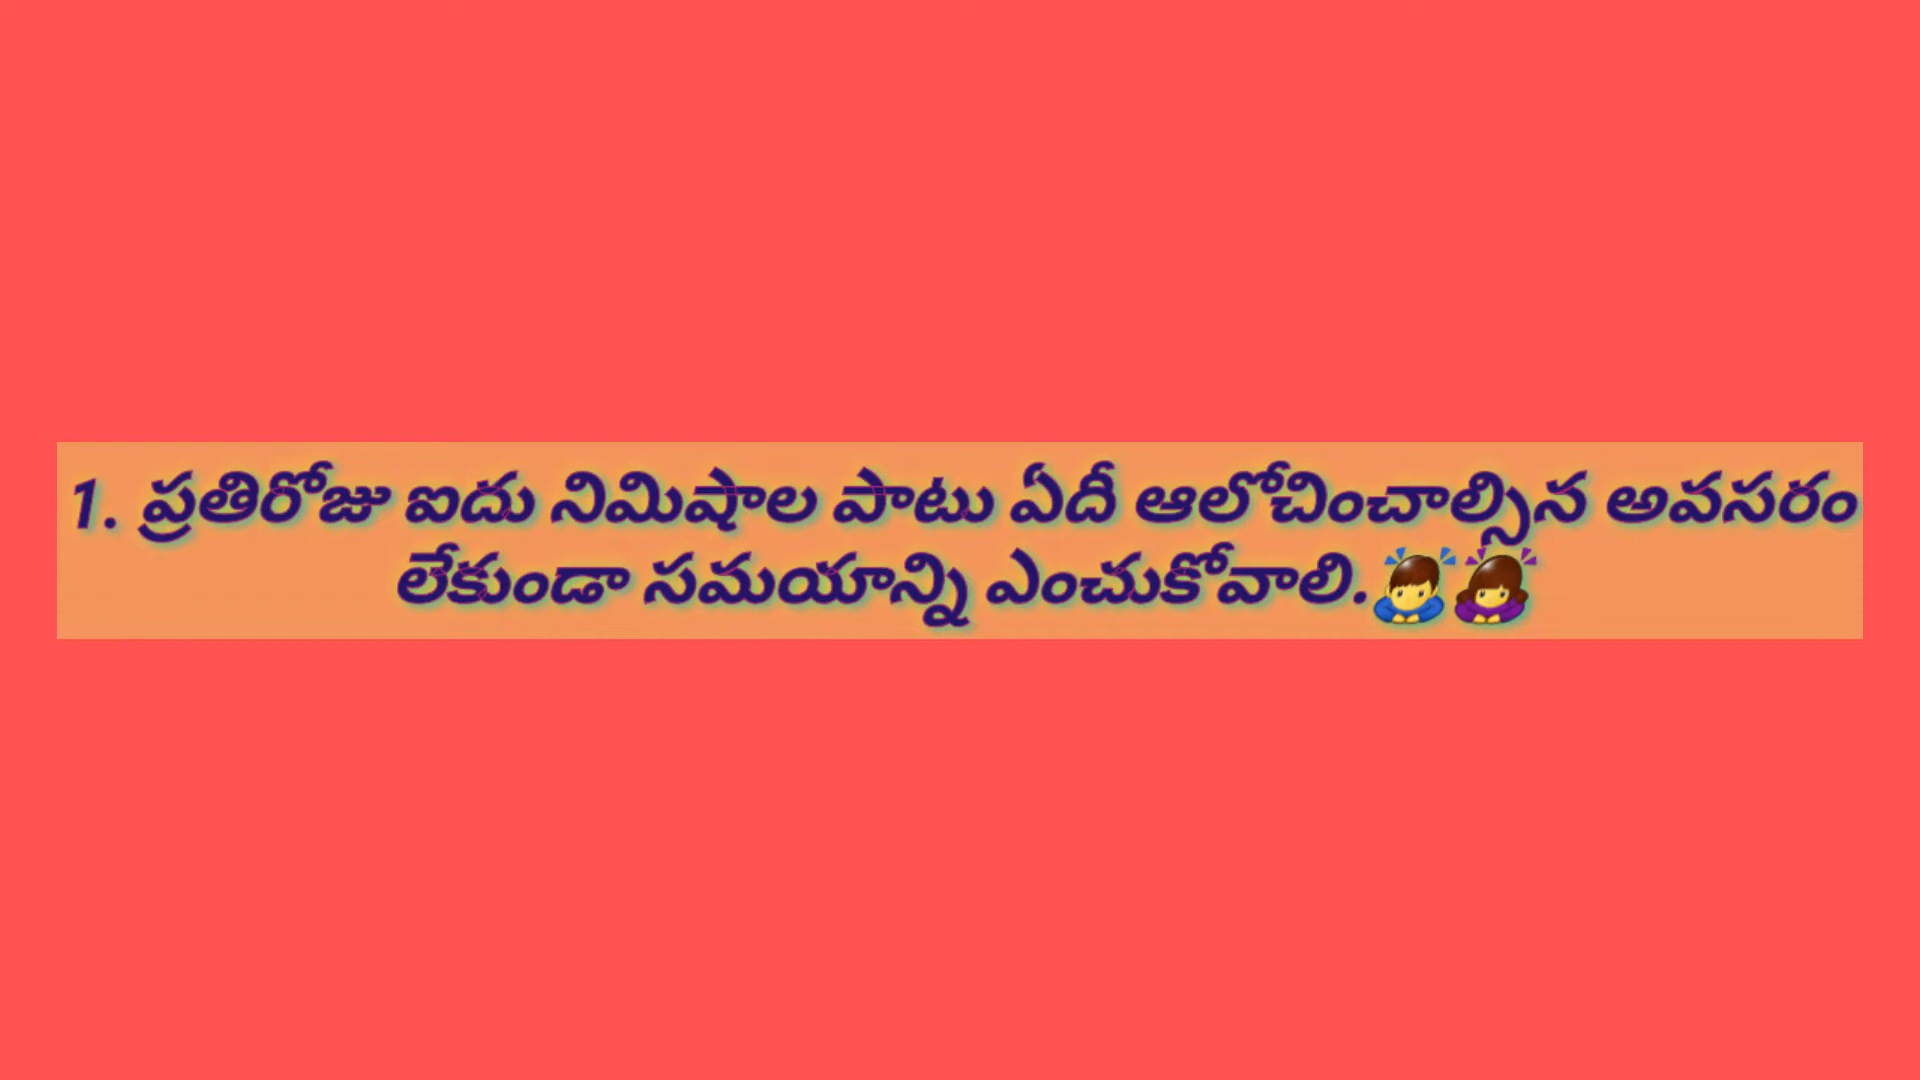 1. ప్రతిరోజు ఐదు నిమిషాల పాటు ఏదీ ఆలోచించాల్సిన అవసరం
లేకుండా సమయాన్ని ఎంచుకోవాలి.🙇‍♂️🙇‍♀️